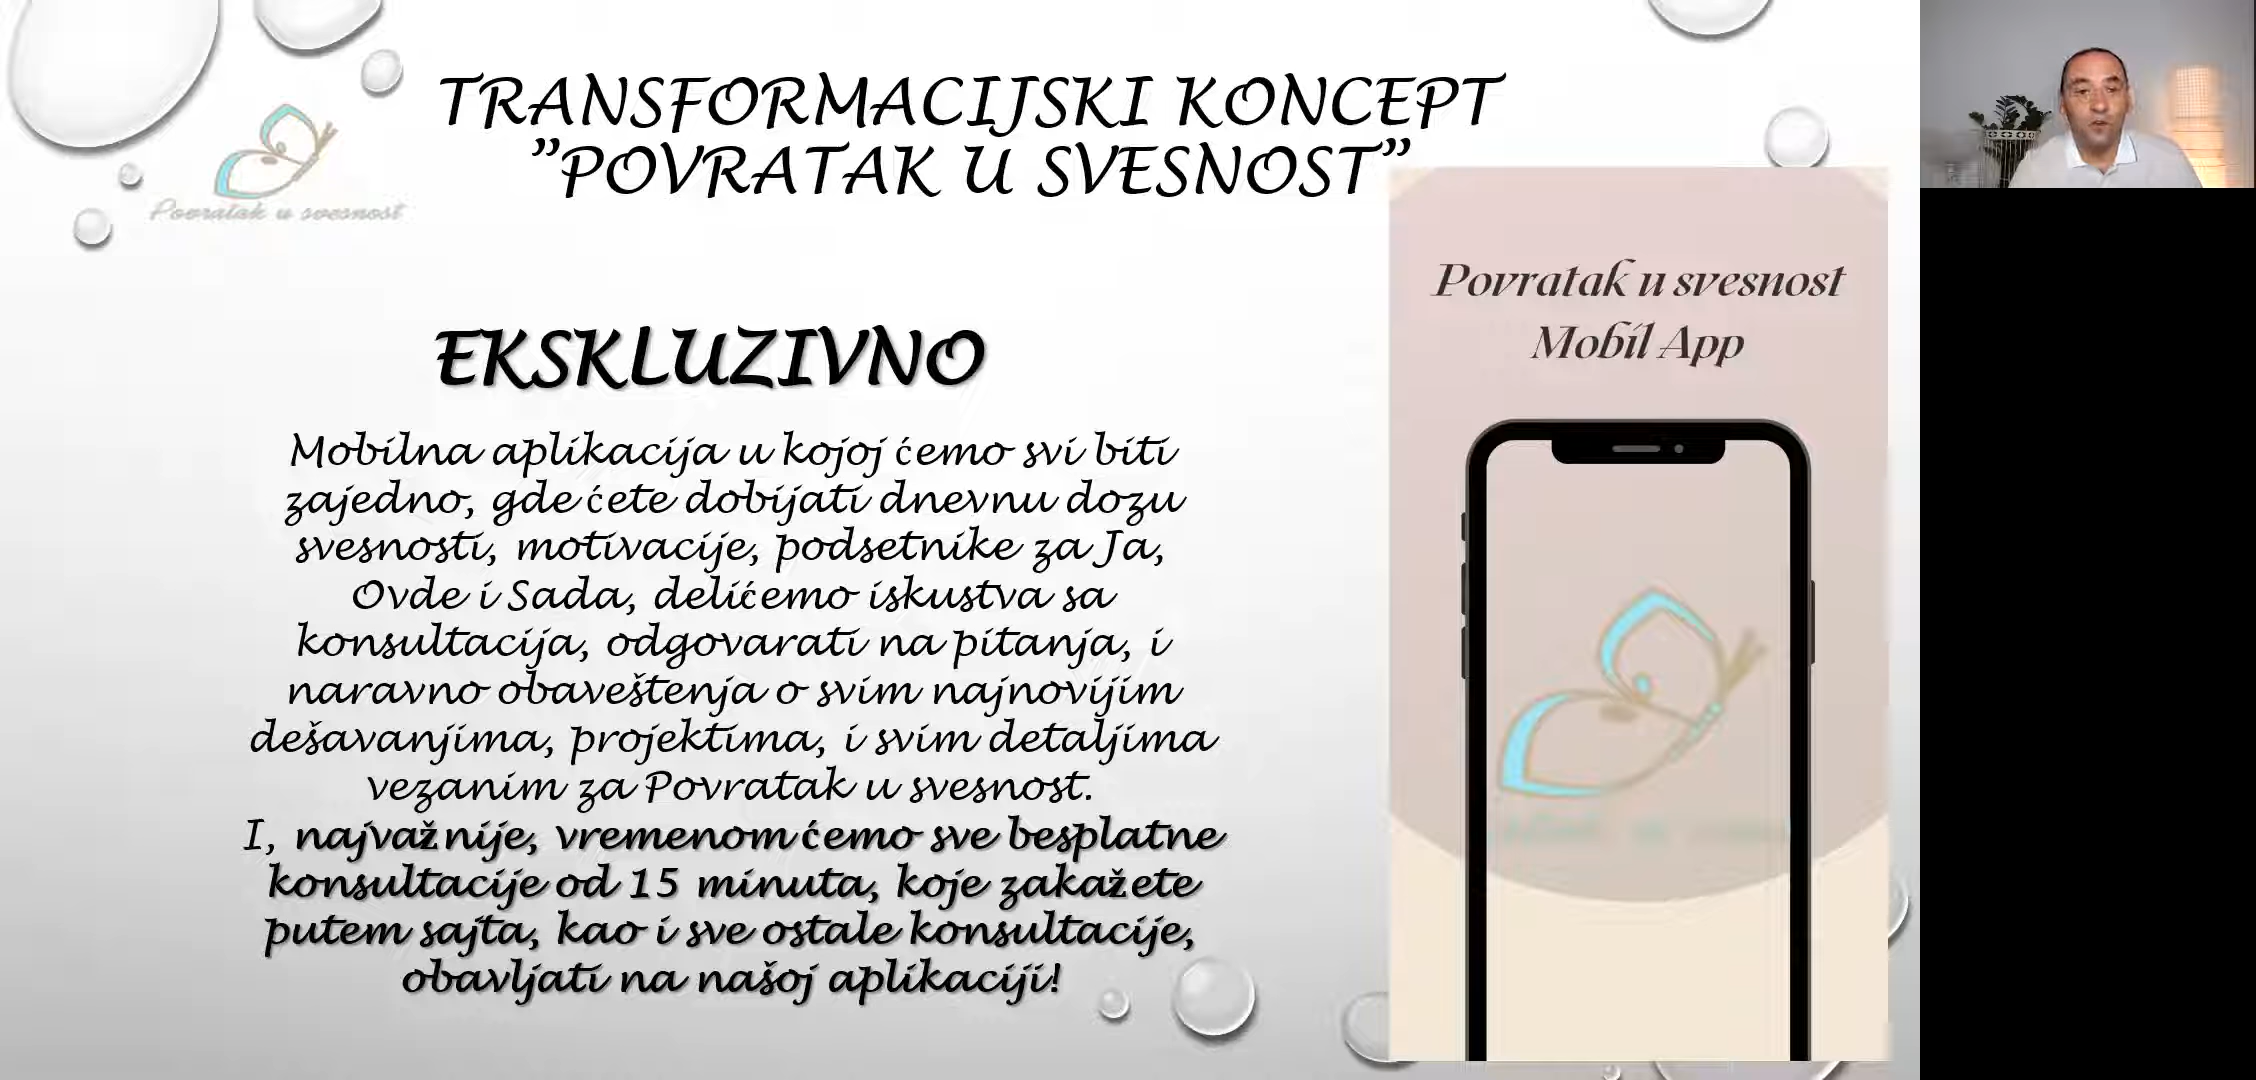 TRANSFORMACIJSKI KONCEPT
”POVRATAK U SVESNOST”
Povratak u svesnost
EKSKLUZIVNO
Mobilna aplikacija u kojoj ćemo svi biti
zajedno, gde ćete dobijati dnevnu dozu
svesnosti, motivacije, podsetnike za Ja,
Ovde i Sada, delićemo iskustva sa
konsultacija, odgovarati na pitanja, i
naravno obaveštenja o svim najnovijim
dešavanjima, projektima, i svim detaljima
vezanim za Povratak u svesnost.
I, najvažnije, vremenom ćemo sve besplatne
konsultacije od 15 minuta, koje zakažete
putem sajta, kao i sve ostale konsultacije,
obavljati na našoj aplikaciji!
Povratak u svesnost
Mobil App